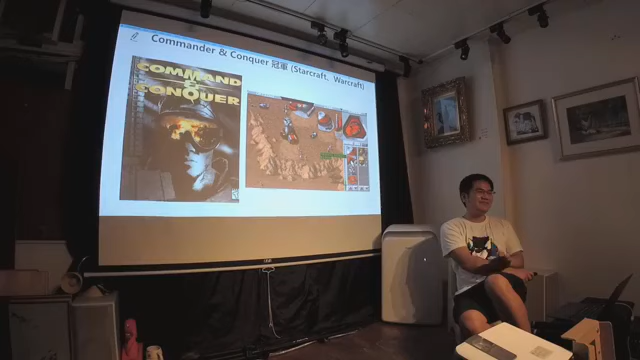 Commander & Conquer 冠軍 (Starcraft、Warcraft)
COMMAND
&
CONQUER